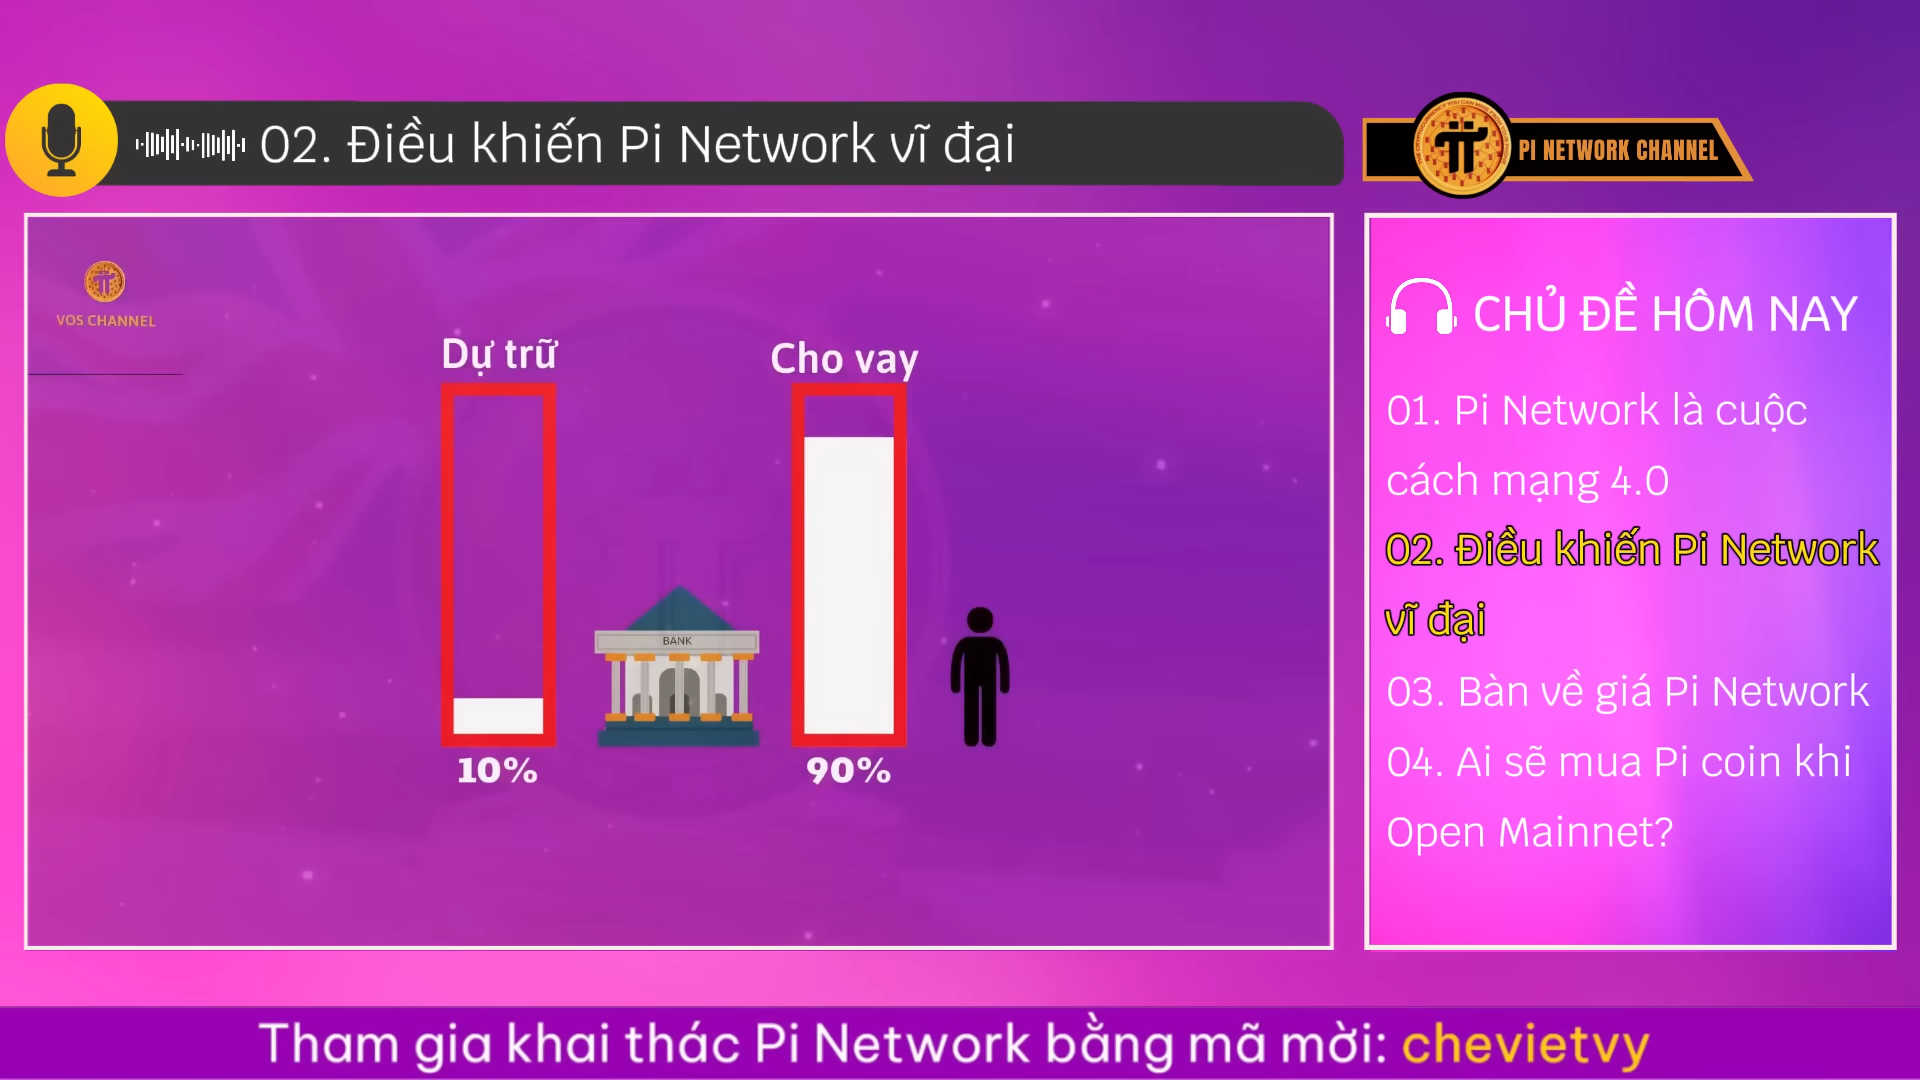 02. Điều khiến Pi Network vĩ đại
PI NETWORK CHANNEL
VOS CHANNEL
Dự trữ
Cho vay
BANK
10%
90%
CHỦ ĐỀ HÔM NAY
01. Pi Network là cuộc
cách mạng 4.0
02. Điều khiến Pi Network
vĩ đại
03. Bàn về giá Pi Network
04. Ai sẽ mua Pi coin khi
Open Mainnet?
Tham gia khai thác Pi Network bằng mã mời: chevietvy